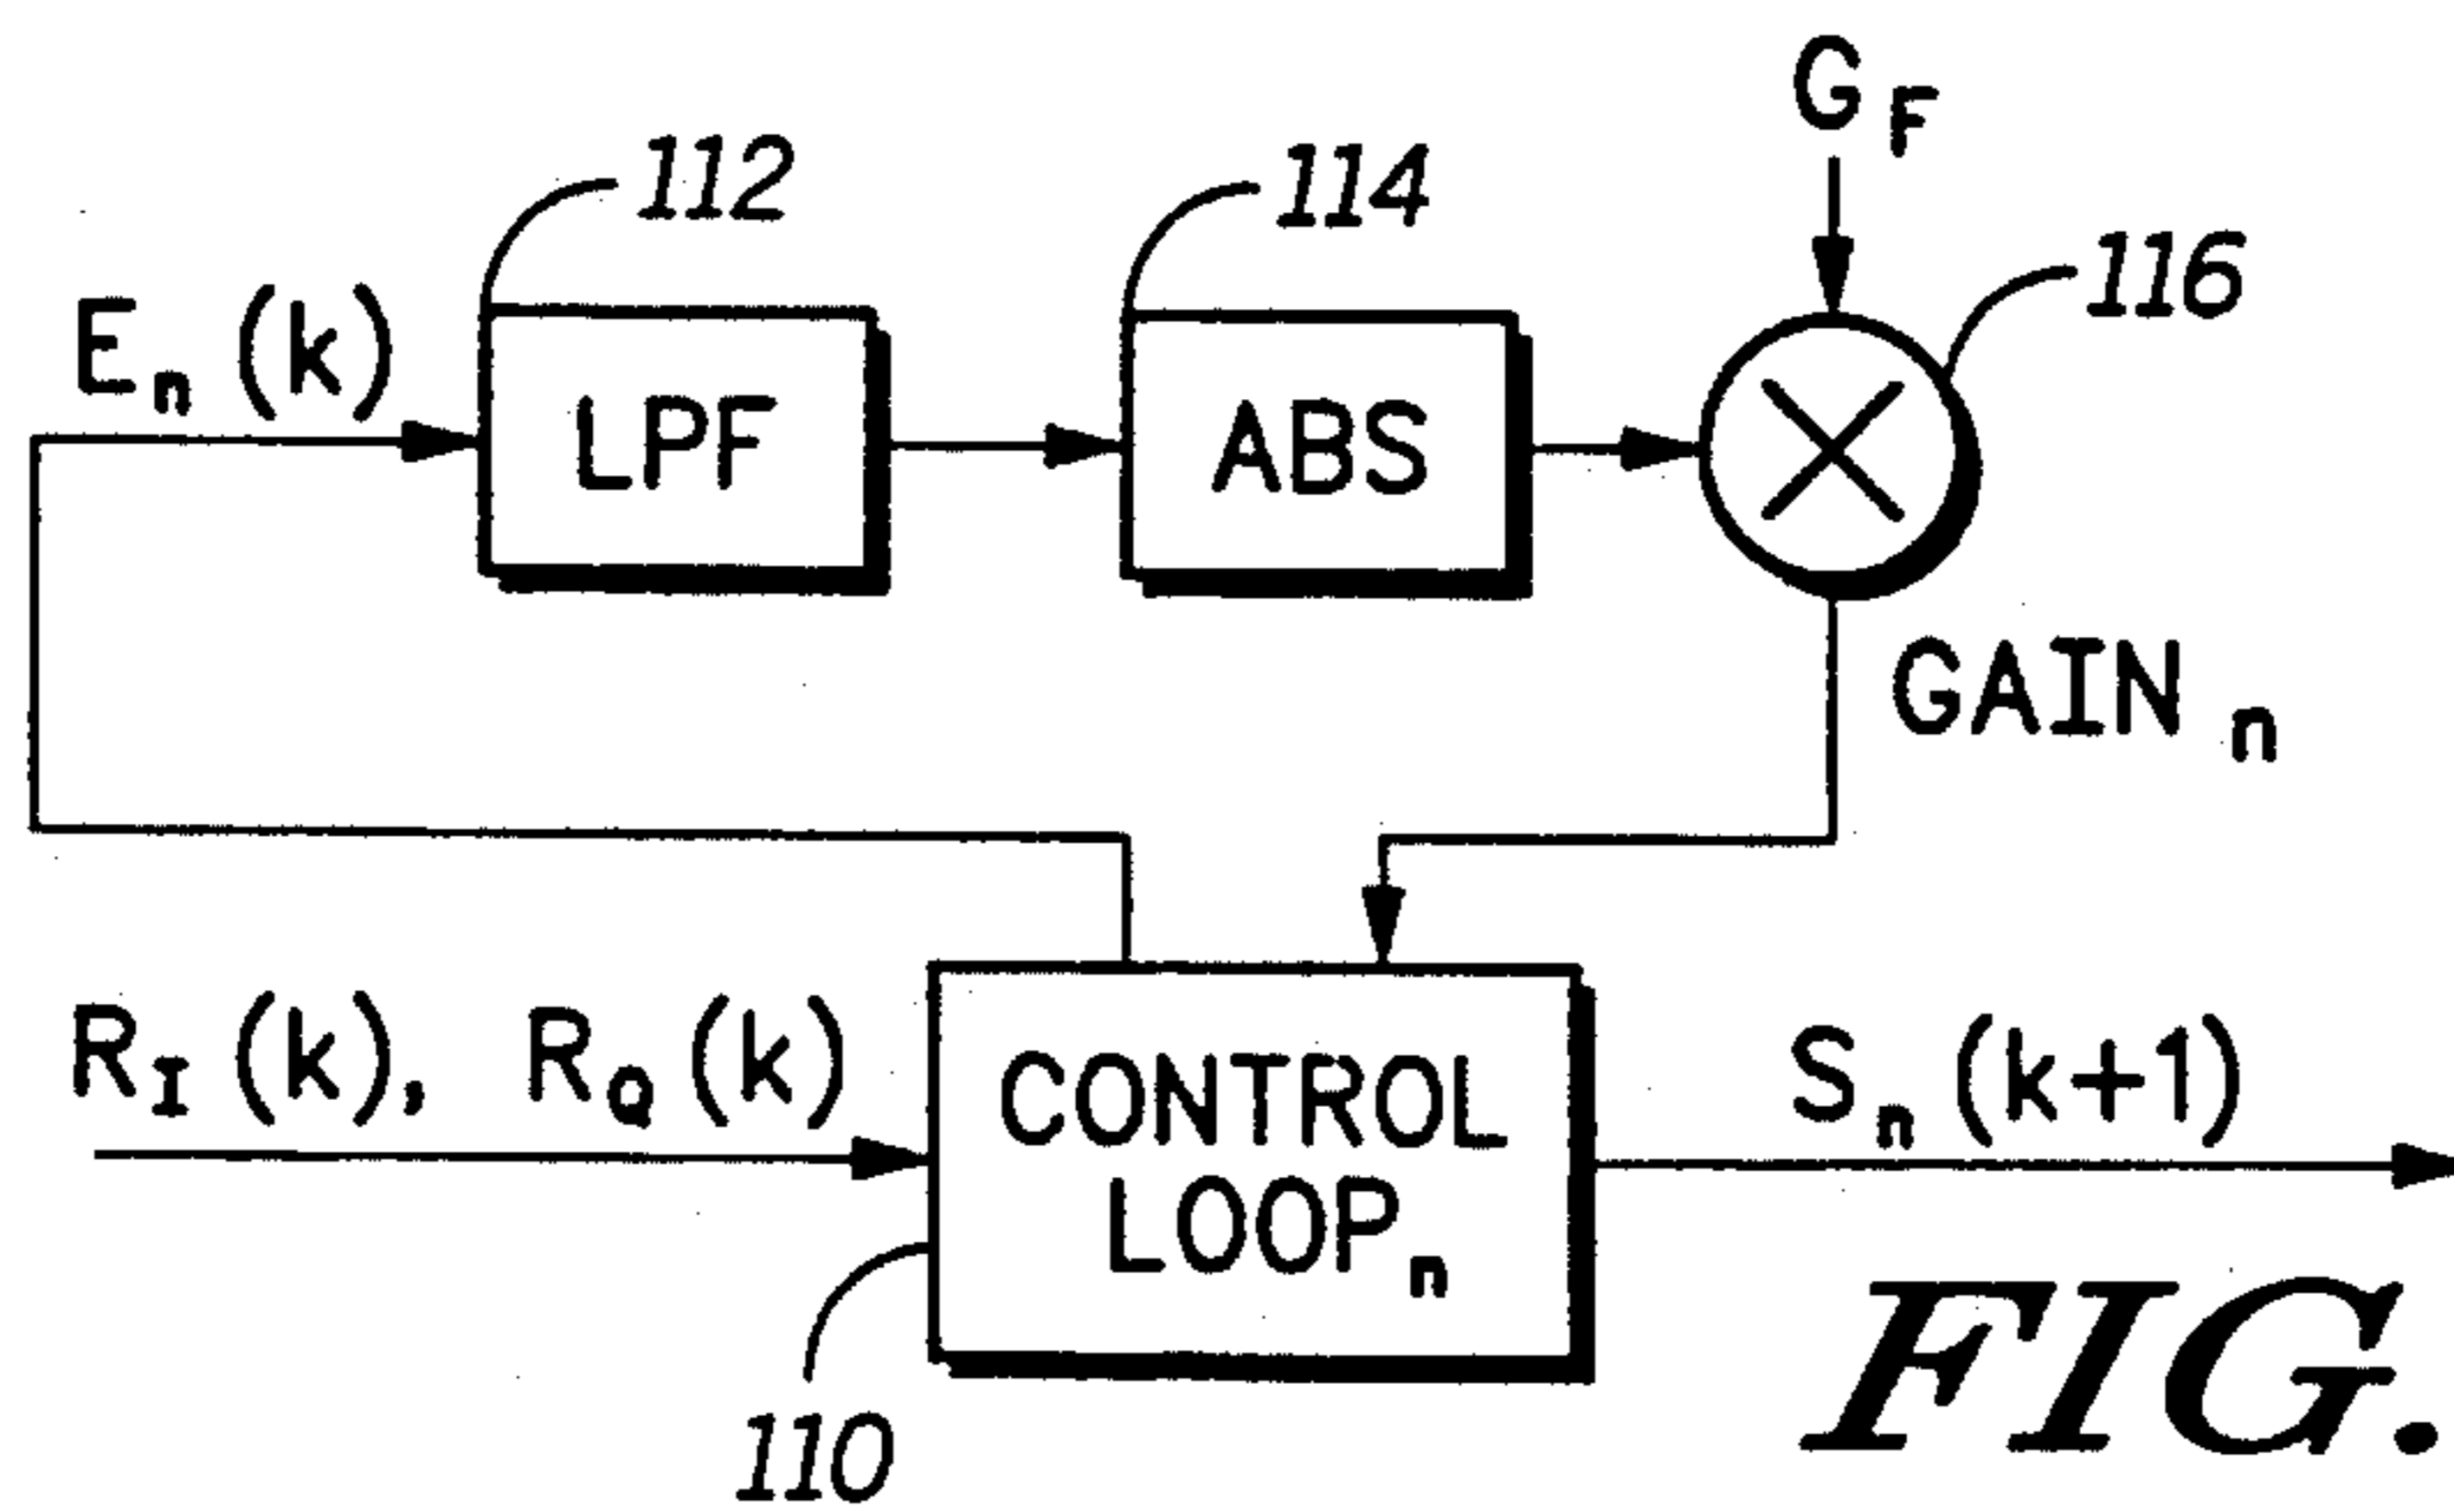 G F
112
114
116
E n (k)
LPF
ABS
GAIN n
R I (k), R Q (k)
CONTROL
LOOP n
S n (k+1)
110
FIG.